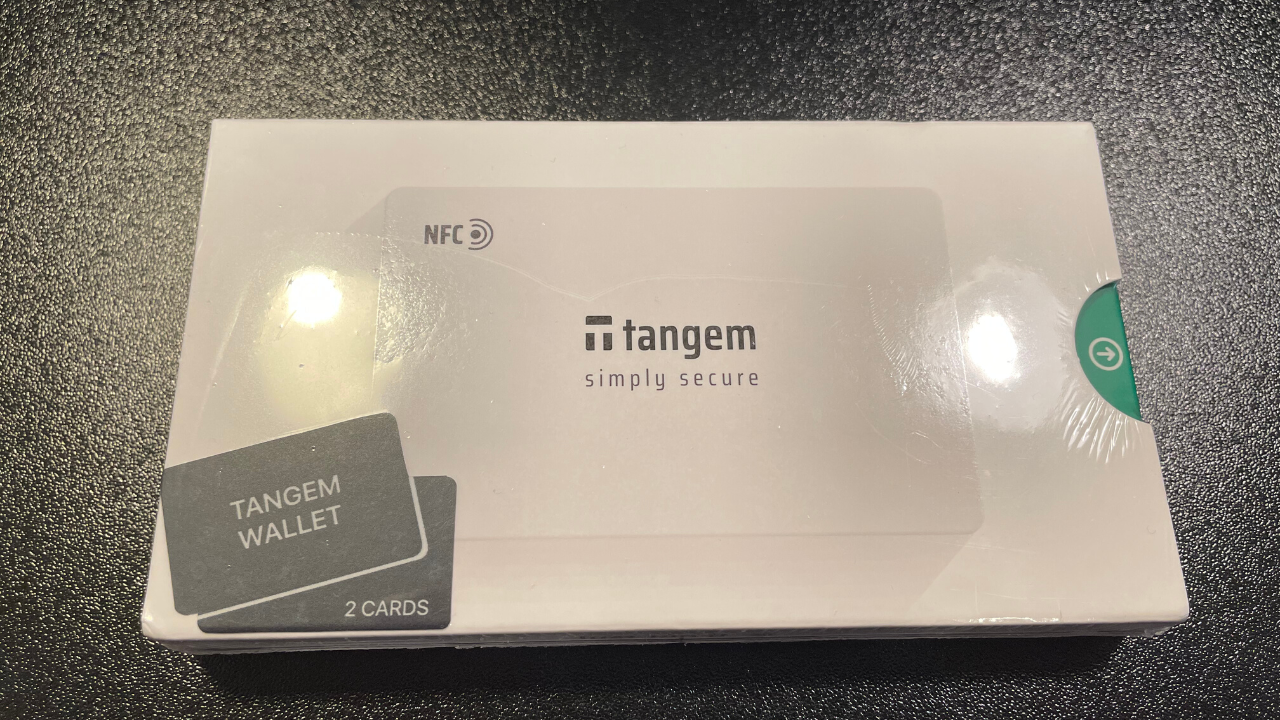 NFC
tangem
simply secure
TANGEM
WALLET
2 CARDS